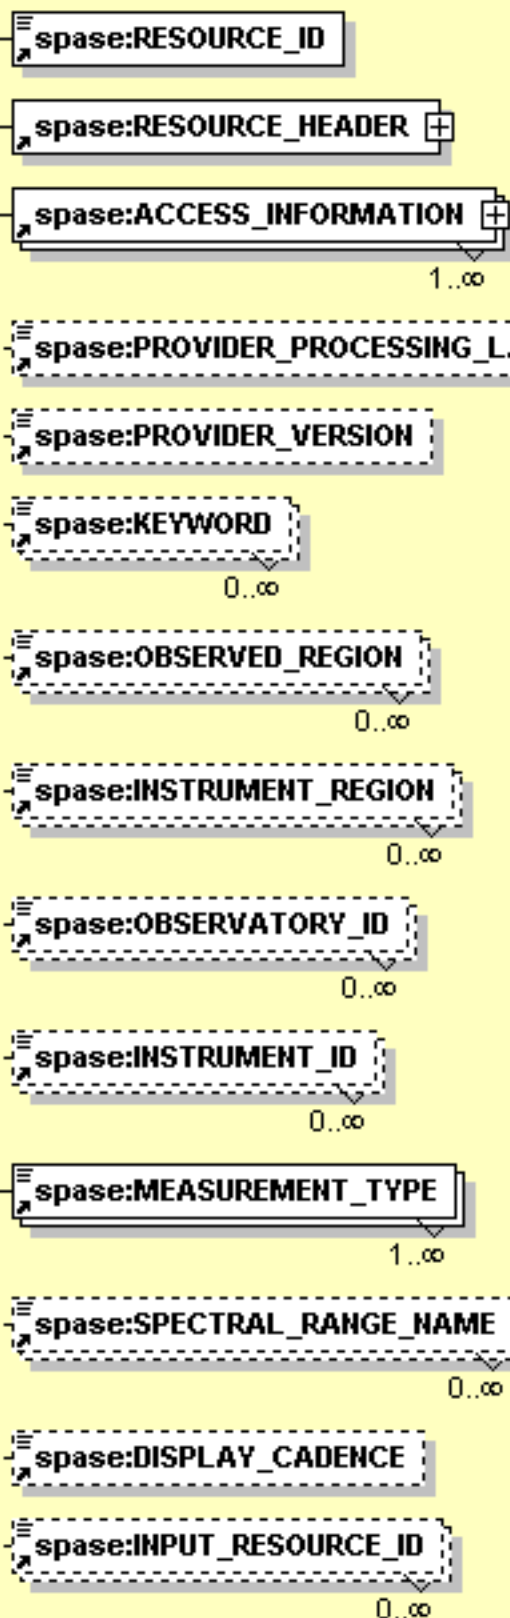 spase:RESOURCE_ID
spase:RESOURCE_HEADER
spase:ACCESS_INFORMATION
1..∞
spase:PROVIDER_PROCESSING_L.
spase:PROVIDER_VERSION
spase:KEYWORD
0..∞
spase:OBSERVED_REGION
0..∞
spase:INSTRUMENT_REGION
0..∞
spase:OBSERVATORY_ID
0..∞
spase:INSTRUMENT_ID
0..∞
spase:MEASUREMENT_TYPE
1..∞
spase:SPECTRAL_RANGE_NAME
0..∞
spase:DISPLAY_CADENCE
spase:INPUT_RESOURCE_ID
0..∞